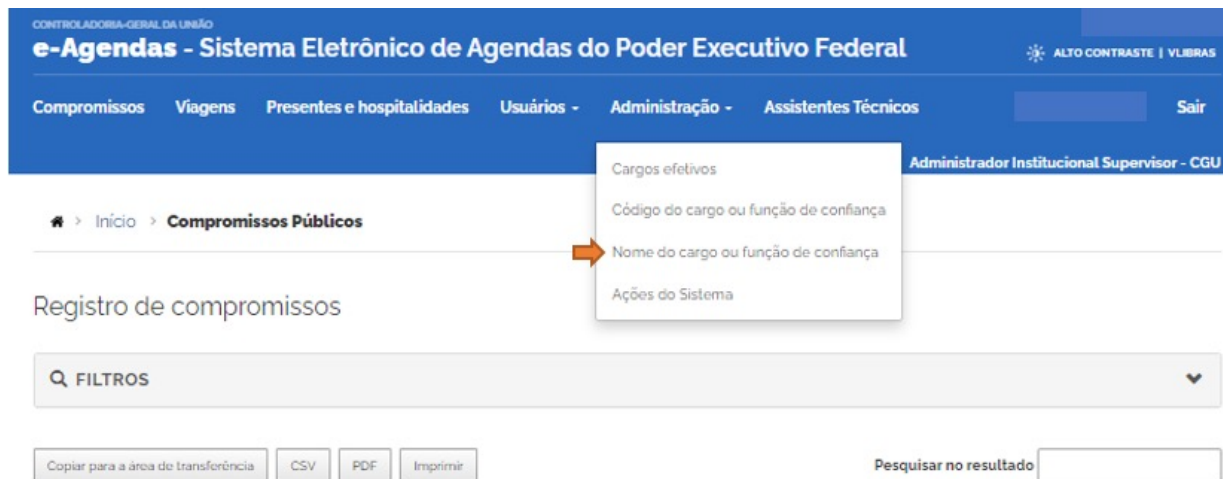 CONTROLADORIA-GERAL DA UNIÃO
e-Agendas - Sistema Eletrônico de Agendas do Poder Executivo Federal
ALTO CONTRASTE | VLIBRAS
Compromissos Viagens Presentes e hospitalidades Usuários Administração Assistentes Técnicos Sair
Administrador Institucional Supervisor - CGU
Cargos efetivos
Código do cargo ou função de confiança
Nome do cargo ou função de confiança
Ações do Sistema
> Início > Compromissos Públicos
Registro de compromissos
FILTROS
Copiar para a área de transferência CSV PDF Imprimir Pesquisar no resultado